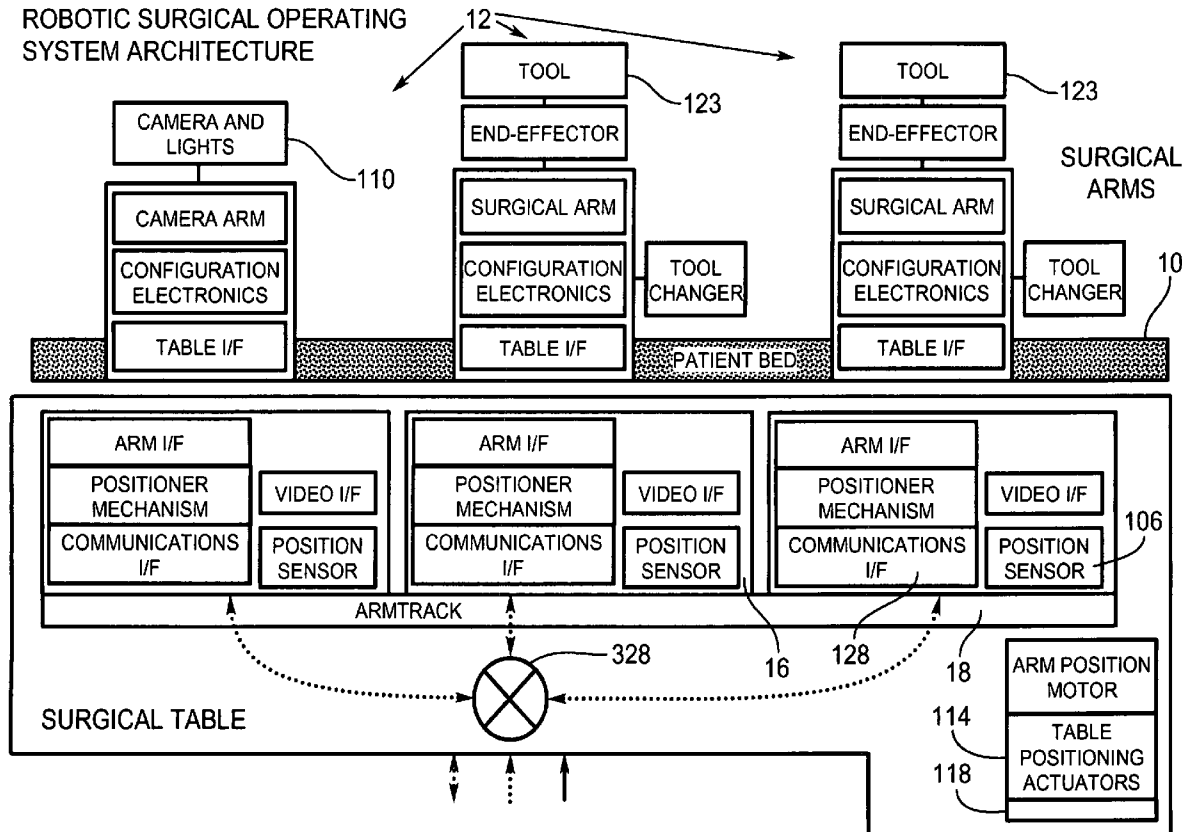 ROBOTIC SURGICAL OPERATING
SYSTEM ARCHITECTURE
12
TOOL
123
TOOL
123
CAMERA AND
LIGHTS
110
END-EFFECTOR
END-EFFECTOR
SURGICAL
ARMS
CAMERA ARM
CONFIGURATION
ELECTRONICS
TABLE I/F
SURGICAL ARM
CONFIGURATION
ELECTRONICS
TABLE I/F
TOOL
CHANGER
SURGICAL ARM
CONFIGURATION
ELECTRONICS
TABLE I/F
TOOL
CHANGER
10
PATIENT BED
ARM I/F
POSITIONER
MECHANISM
COMMUNICATIONS
I/F
VIDEO I/F
POSITION
SENSOR
ARM I/F
POSITIONER
MECHANISM
COMMUNICATIONS
I/F
VIDEO I/F
POSITION
SENSOR
ARM I/F
POSITIONER
MECHANISM
COMMUNICATIONS
I/F
VIDEO I/F
POSITION
SENSOR
106
ARMTRACK
328
16
128
18
SURGICAL TABLE
ARM POSITION
MOTOR
114
TABLE
POSITIONING
ACTUATORS
118